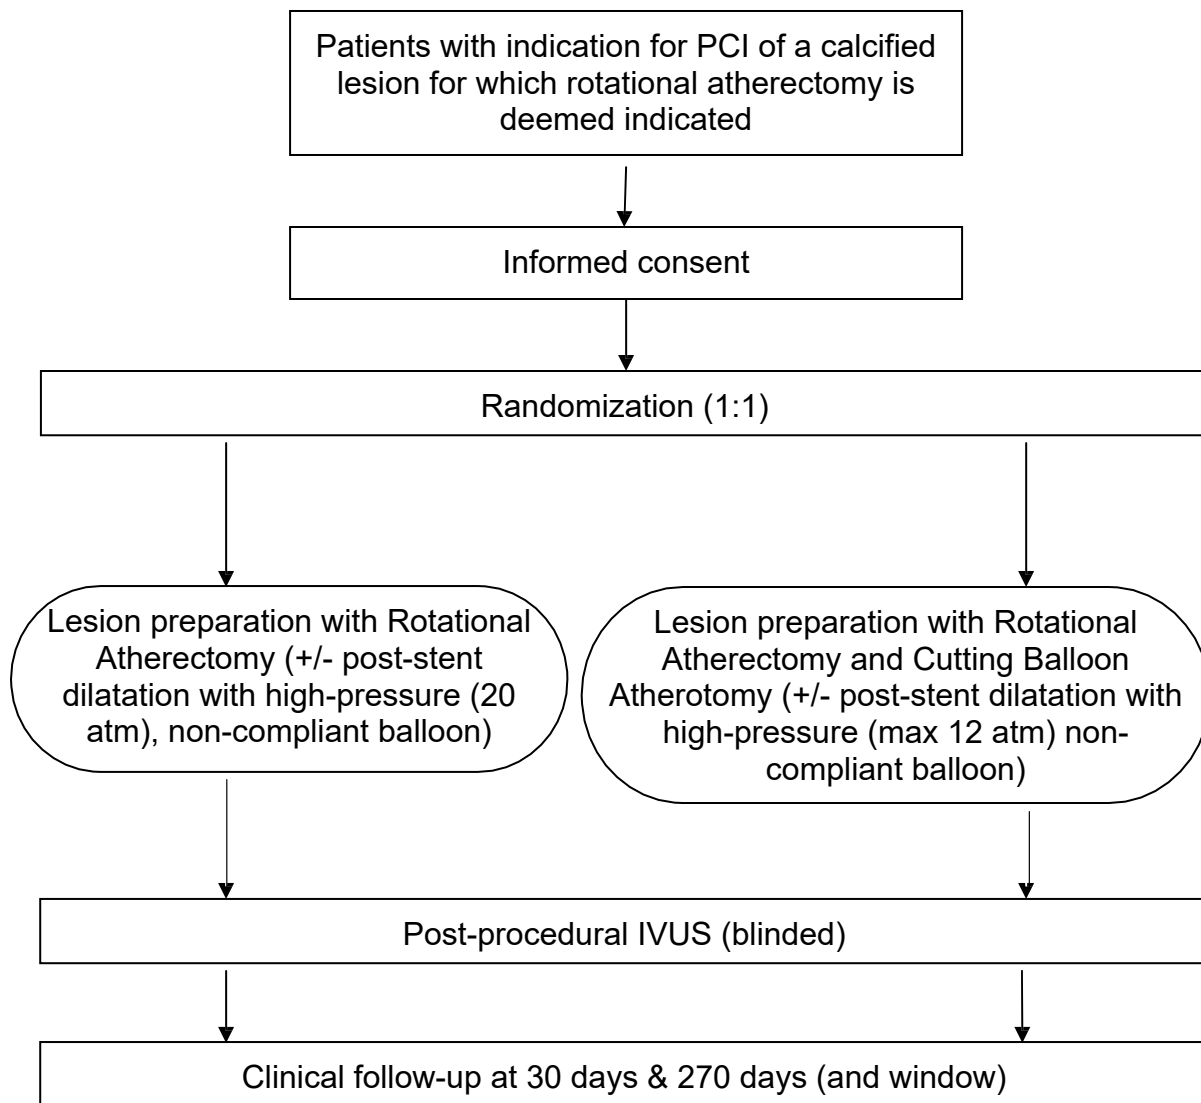 Patients with indication for PCI of a calcified
lesion for which rotational atherectomy is
deemed indicated
Informed consent
Randomization (1:1)
Lesion preparation with Rotational
Atherectomy (+/- post-stent
dilatation with high-pressure (20
atm), non-compliant balloon)
Lesion preparation with Rotational
Atherectomy and Cutting Balloon
Atherotomy (+/- post-stent dilatation with
high-pressure (max 12 atm) non-
compliant balloon)
Post-procedural IVUS (blinded)
Clinical follow-up at 30 days & 270 days (and window)